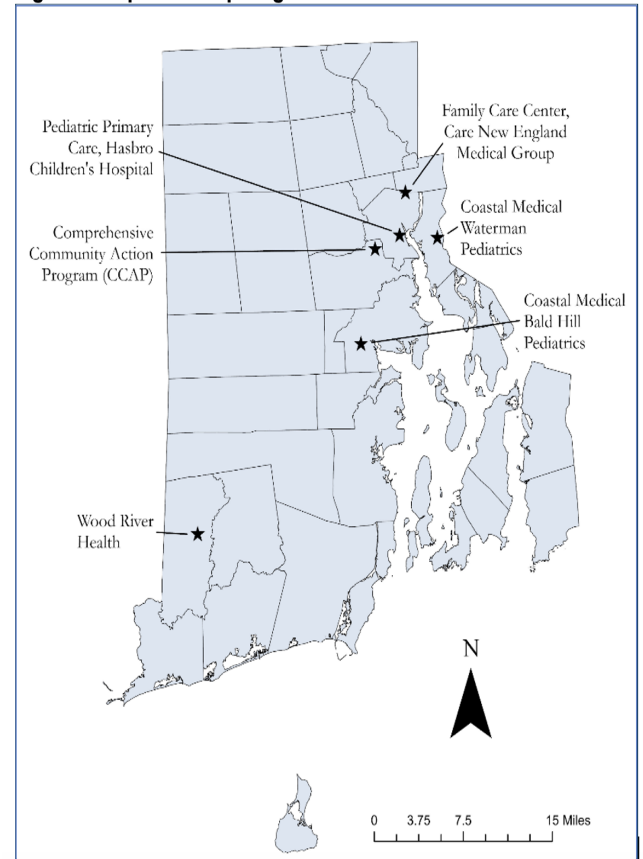 Family Care Center,
Care New England
Medical Group
Pediatric Primary
Care, Hasbro
Children's Hospital
Coastal Medical
Waterman
Pediatrics
Comprehensive
Community Action
Program (CCAP)
Coastal Medical
Bald Hill
Pediatrics
Wood River
Health
N
0 3.75 7.5 15 Miles